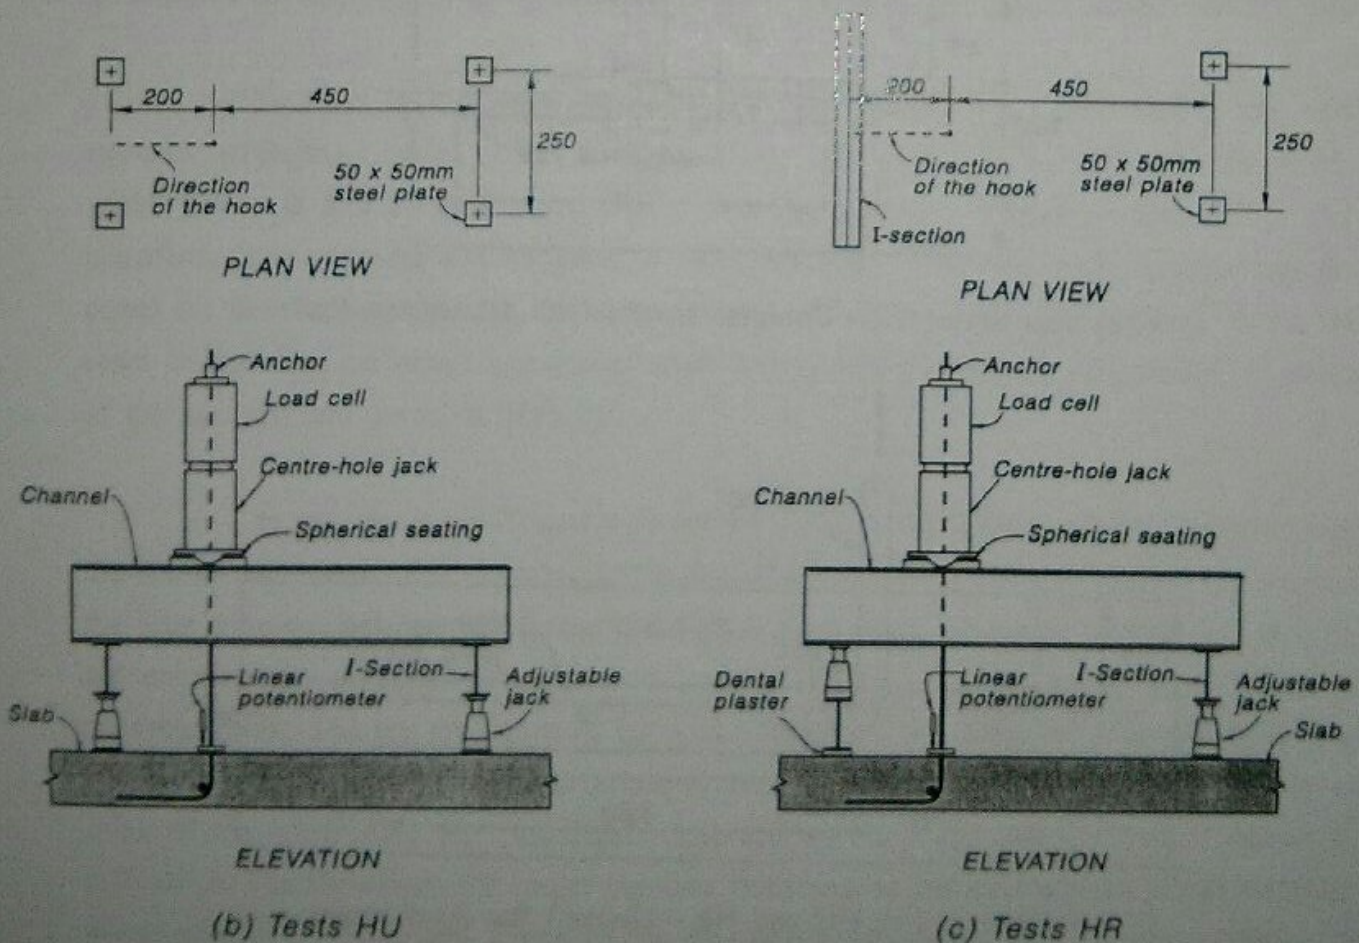 200
450
250
Direction
of the hook
50 x 50mm
steel plate
PLAN VIEW
Anchor
Load cell
Centre-hole jack
Channel
Spherical seating
I-Section
Linear
potentiometer
Adjustable
jack
Slab
ELEVATION
(b) Tests HU
200
450
250
Direction
of the hook
50 x 50mm
steel plate
I-section
PLAN VIEW
Anchor
Load cell
Centre-hole jack
Channel
Spherical seating
Dental
plaster
Linear
potentiometer
I-Section
Adjustable
jack
Slab
ELEVATION
(c) Tests HR